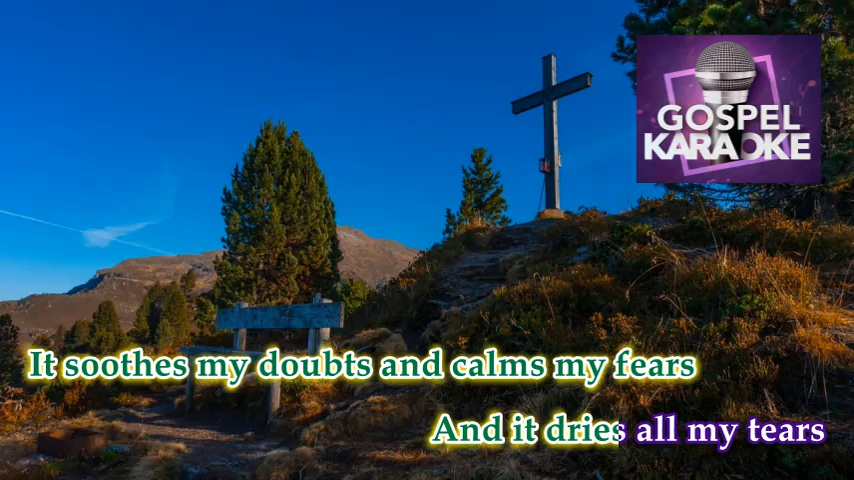 GOSPEL
KARAOKE
It soothes my doubts and calms my fears
And it dries all my tears